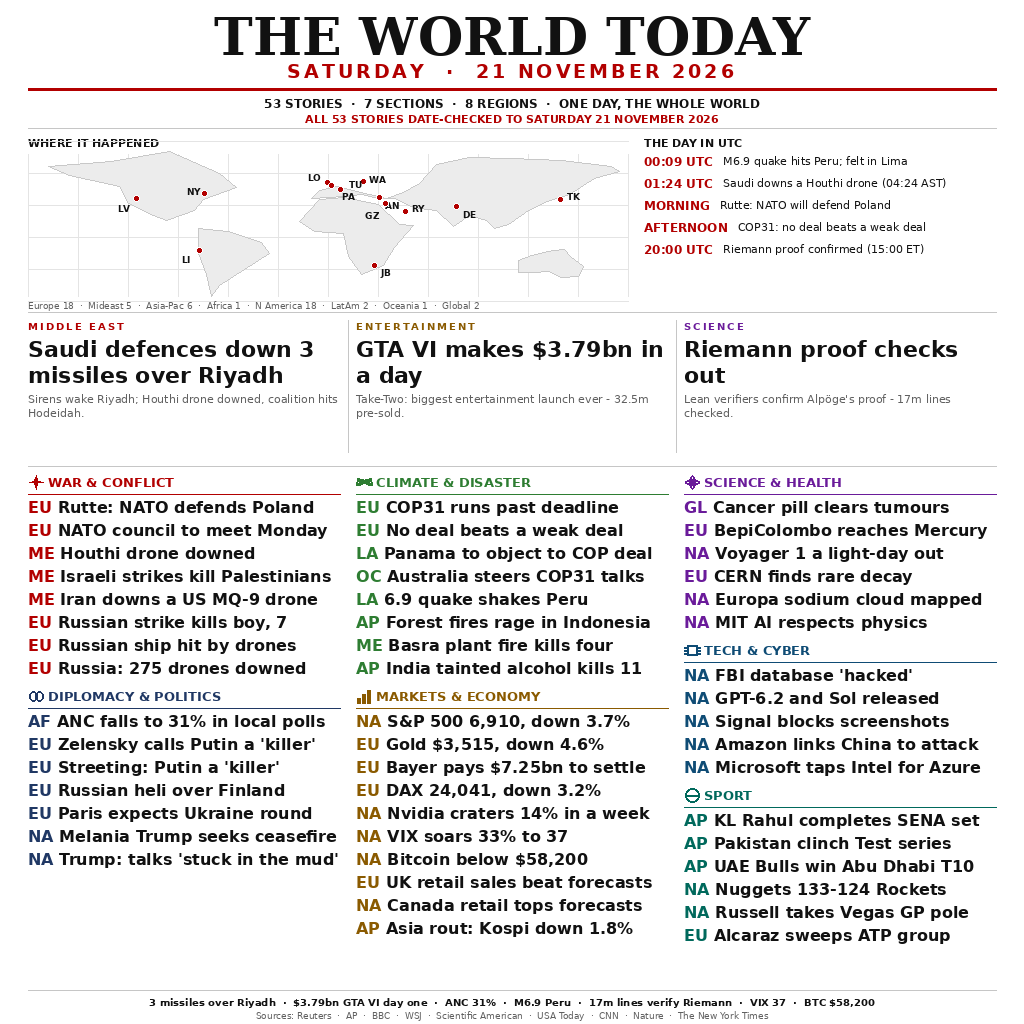 THE WORLD TODAY
SATURDAY · 21 NOVEMBER 2026
53 STORIES · 7 SECTIONS · 8 REGIONS · ONE DAY, THE WHOLE WORLD
ALL 53 STORIES DATE-CHECKED TO SATURDAY 21 NOVEMBER 2026
WHERE IT HAPPENED
LO
TU
WA
NY
PA
TK
LV
AN
RY
GZ
DE
LI
JB
Europe 18 · Mideast 5 · Asia-Pac 6 · Africa 1 · N America 18 · LatAm 2 · Oceania 1 · Global 2
THE DAY IN UTC
00:09 UTC M6.9 quake hits Peru; felt in Lima
01:24 UTC Saudi downs a Houthi drone (04:24 AST)
MORNING Rutte: NATO will defend Poland
AFTERNOON COP31: no deal beats a weak deal
20:00 UTC Riemann proof confirmed (15:00 ET)
MIDDLE EAST
Saudi defences down 3
missiles over Riyadh
Sirens wake Riyadh; Houthi drone downed, coalition hits
Hodeidah.
ENTERTAINMENT
GTA VI makes $3.79bn in
a day
Take-Two: biggest entertainment launch ever - 32.5m
pre-sold.
SCIENCE
Riemann proof checks
out
Lean verifiers confirm Alpöge's proof - 17m lines
checked.
WAR & CONFLICT
EU Rutte: NATO defends Poland
EU NATO council to meet Monday
ME Houthi drone downed
ME Israeli strikes kill Palestinians
ME Iran downs a US MQ-9 drone
EU Russian strike kills boy, 7
EU Russian ship hit by drones
EU Russia: 275 drones downed
DIPLOMACY & POLITICS
AF ANC falls to 31% in local polls
EU Zelensky calls Putin a 'killer'
EU Streeting: Putin a 'killer'
EU Russian heli over Finland
EU Paris expects Ukraine round
NA Melania Trump seeks ceasefire
NA Trump: talks 'stuck in the mud'
CLIMATE & DISASTER
EU COP31 runs past deadline
EU No deal beats a weak deal
LA Panama to object to COP deal
OC Australia steers COP31 talks
LA 6.9 quake shakes Peru
AP Forest fires rage in Indonesia
ME Basra plant fire kills four
AP India tainted alcohol kills 11
MARKETS & ECONOMY
NA S&P 500 6,910, down 3.7%
EU Gold $3,515, down 4.6%
EU Bayer pays $7.25bn to settle
EU DAX 24,041, down 3.2%
NA Nvidia craters 14% in a week
NA VIX soars 33% to 37
NA Bitcoin below $58,200
EU UK retail sales beat forecasts
NA Canada retail tops forecasts
AP Asia rout: Kospi down 1.8%
SCIENCE & HEALTH
GL Cancer pill clears tumours
EU BepiColombo reaches Mercury
NA Voyager 1 a light-day out
EU CERN finds rare decay
NA Europa sodium cloud mapped
NA MIT AI respects physics
TECH & CYBER
NA FBI database 'hacked'
NA GPT-6.2 and Sol released
NA Signal blocks screenshots
NA Amazon links China to attack
NA Microsoft taps Intel for Azure
SPORT
AP KL Rahul completes SENA set
AP Pakistan clinch Test series
AP UAE Bulls win Abu Dhabi T10
NA Nuggets 133-124 Rockets
NA Russell takes Vegas GP pole
EU Alcaraz sweeps ATP group
3 missiles over Riyadh · $3.79bn GTA VI day one · ANC 31% · M6.9 Peru · 17m lines verify Riemann · VIX 37 · BTC $58,200
Sources: Reuters · AP · BBC · WSJ · Scientific American · USA Today · CNN · Nature · The New York Times